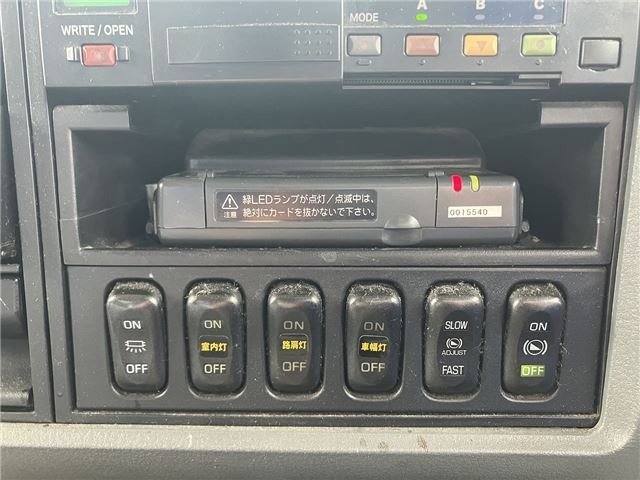 MODE A B C
WRITE / OPEN
注意
緑LEDランプが点灯/点滅中は、
絶対にカードを抜かないで下さい。
0015540
ON
OFF
ON
室内灯
OFF
ON
路肩灯
OFF
ON
車幅灯
OFF
SLOW
ADJUST
FAST
ON
OFF